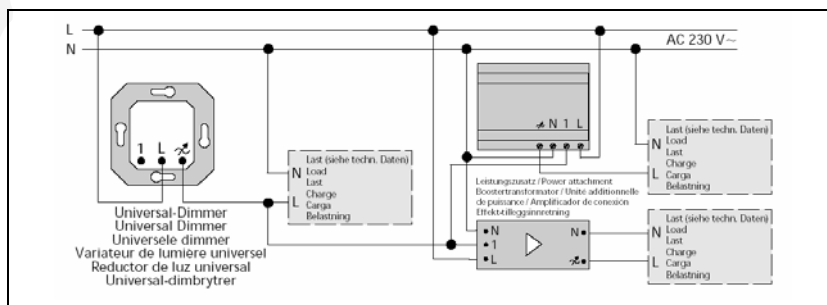 L
N
AC 230 V~
1 L
N 1 L
Universal-Dimmer
Universal Dimmer
Universele dimmer
Variateur de lumière universel
Reductor de luz universal
Universal-dimbrytrer
Last (siehe techn. Daten)
N Load
Last
Charge
L Carga
Belastning
Leistungszusatz / Power attachment
Boostertransformator / Unité additionnelle
de puissance / Amplificador de conexión
Effekt-tilleggsinnretning
N
1
L
N
Last (siehe techn. Daten)
N Load
Last
Charge
L Carga
Belastning
Last (siehe techn. Daten)
N Load
Last
Charge
L Carga
Belastning